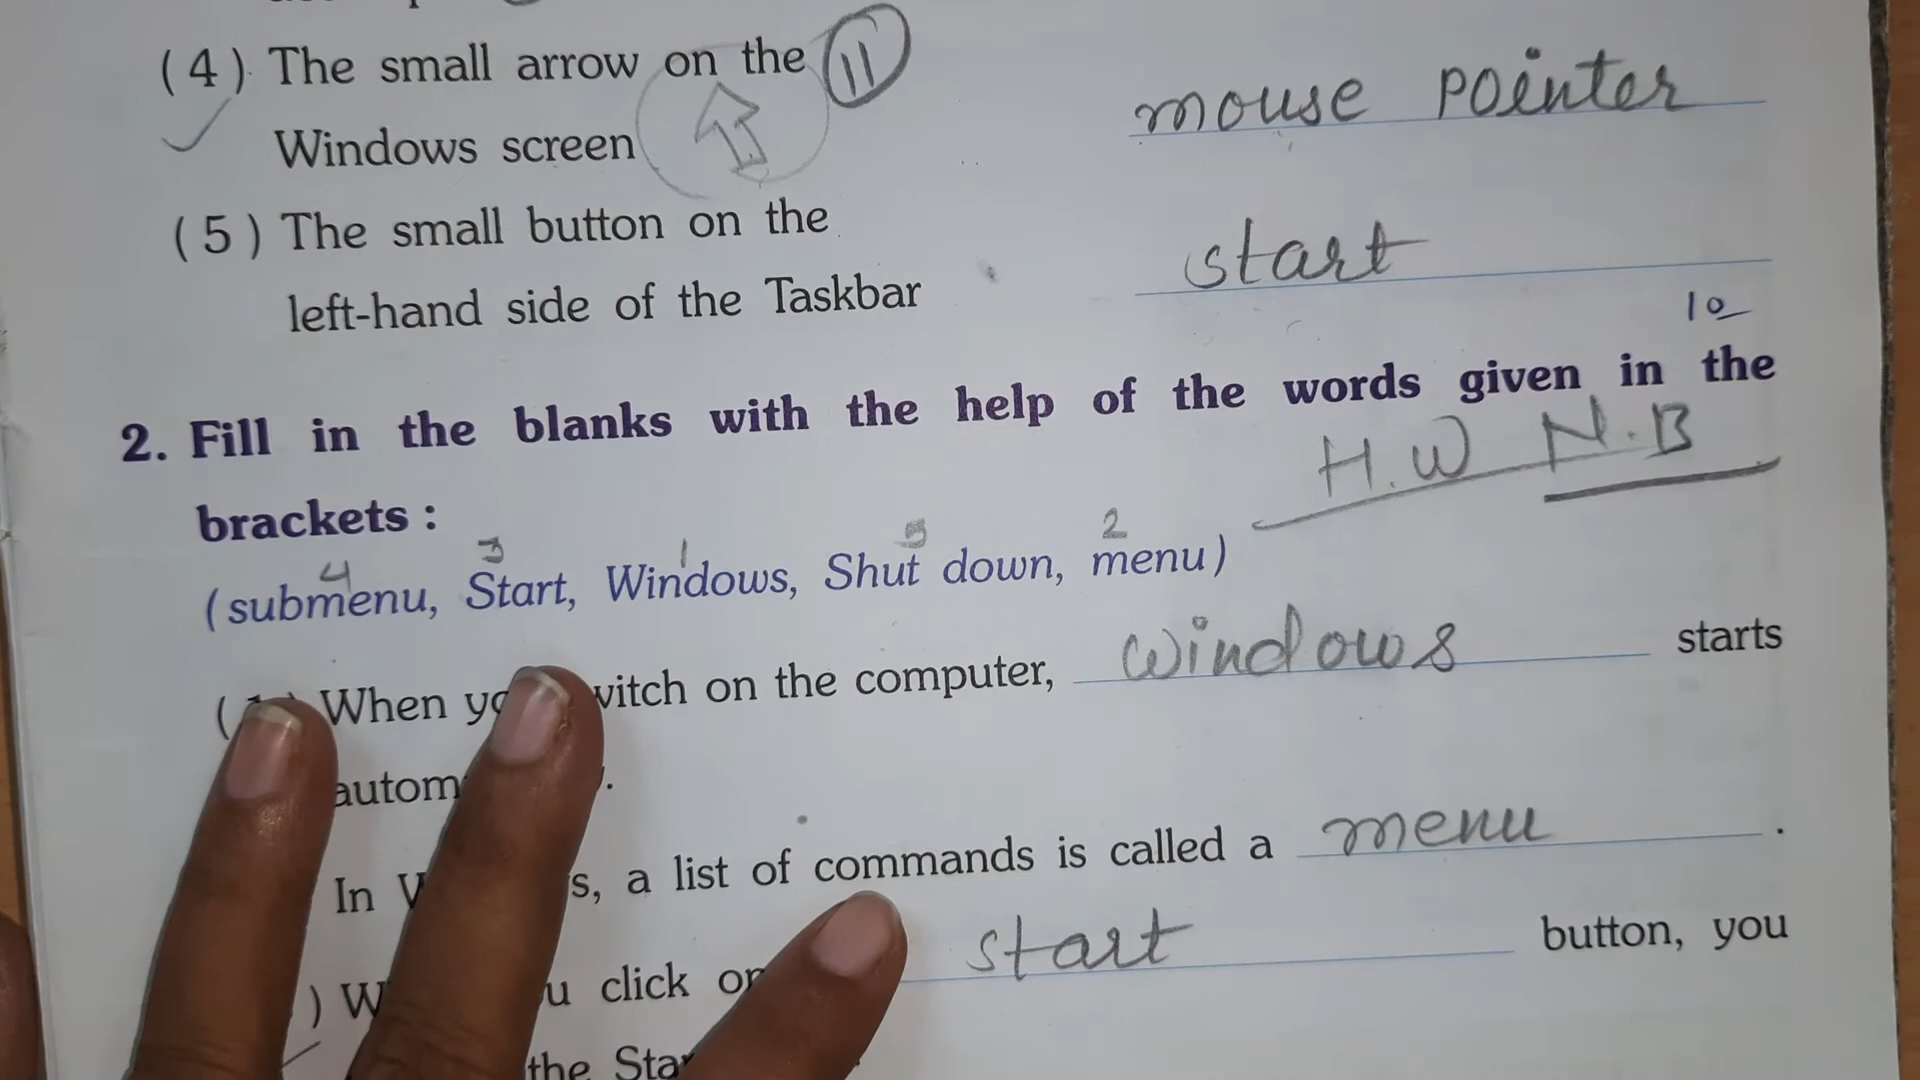 (4) The small arrow on the 11
Windows screen mouse pointer
(5) The small button on the
left-hand side of the Taskbar start
10
2. Fill in the blanks with the help of the words given in the
brackets : H.W N.B
4 3 1 5 2
(submenu, Start, Windows, Shut down, menu)
When on the computer, windows starts
.
In a list of commands is called a menu .
) click start button, you
the